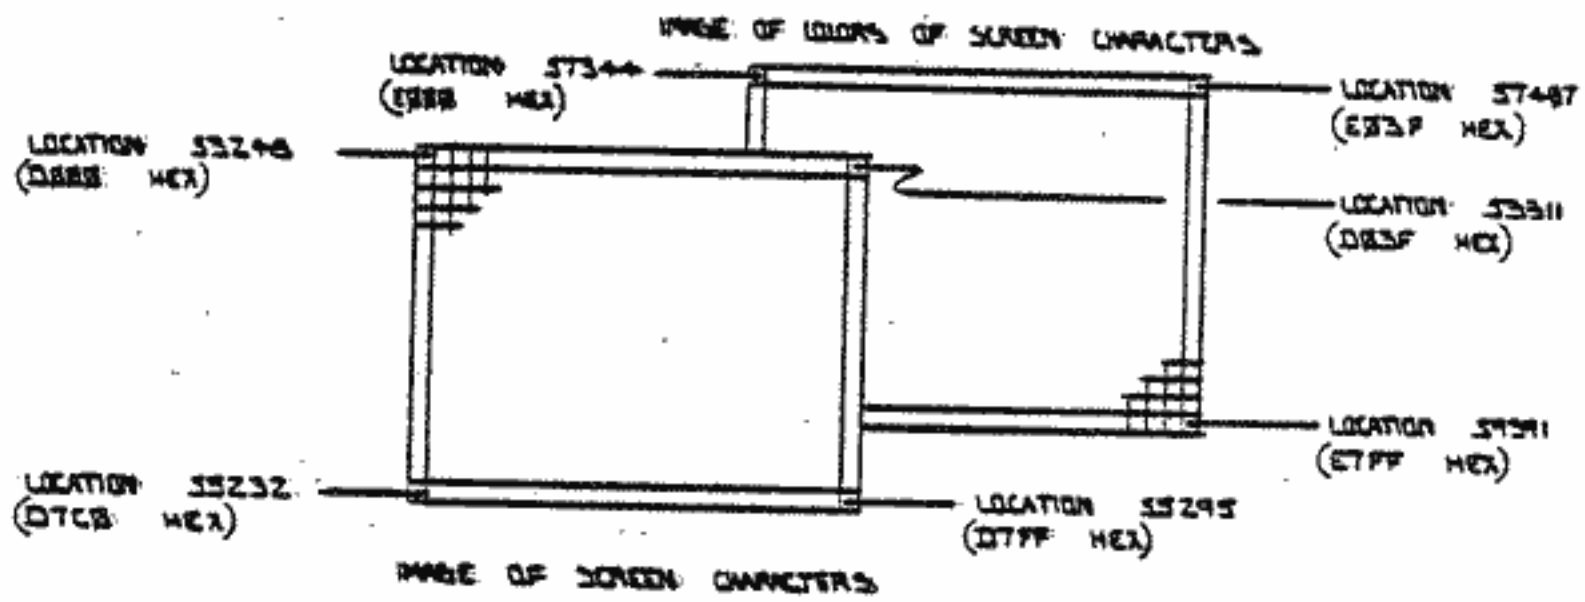 IMAGE OF COLORS OF SCREEN CHARACTERS
LOCATION 57344
(E000 HEX)
LOCATION 57407
(E03F HEX)
LOCATION 53248
(D000 HEX)
LOCATION 53311
(D03F HEX)
LOCATION 59391
(E7FF HEX)
LOCATION 55232
(D7C0 HEX)
LOCATION 55295
(D7FF HEX)
IMAGE OF SCREEN CHARACTERS